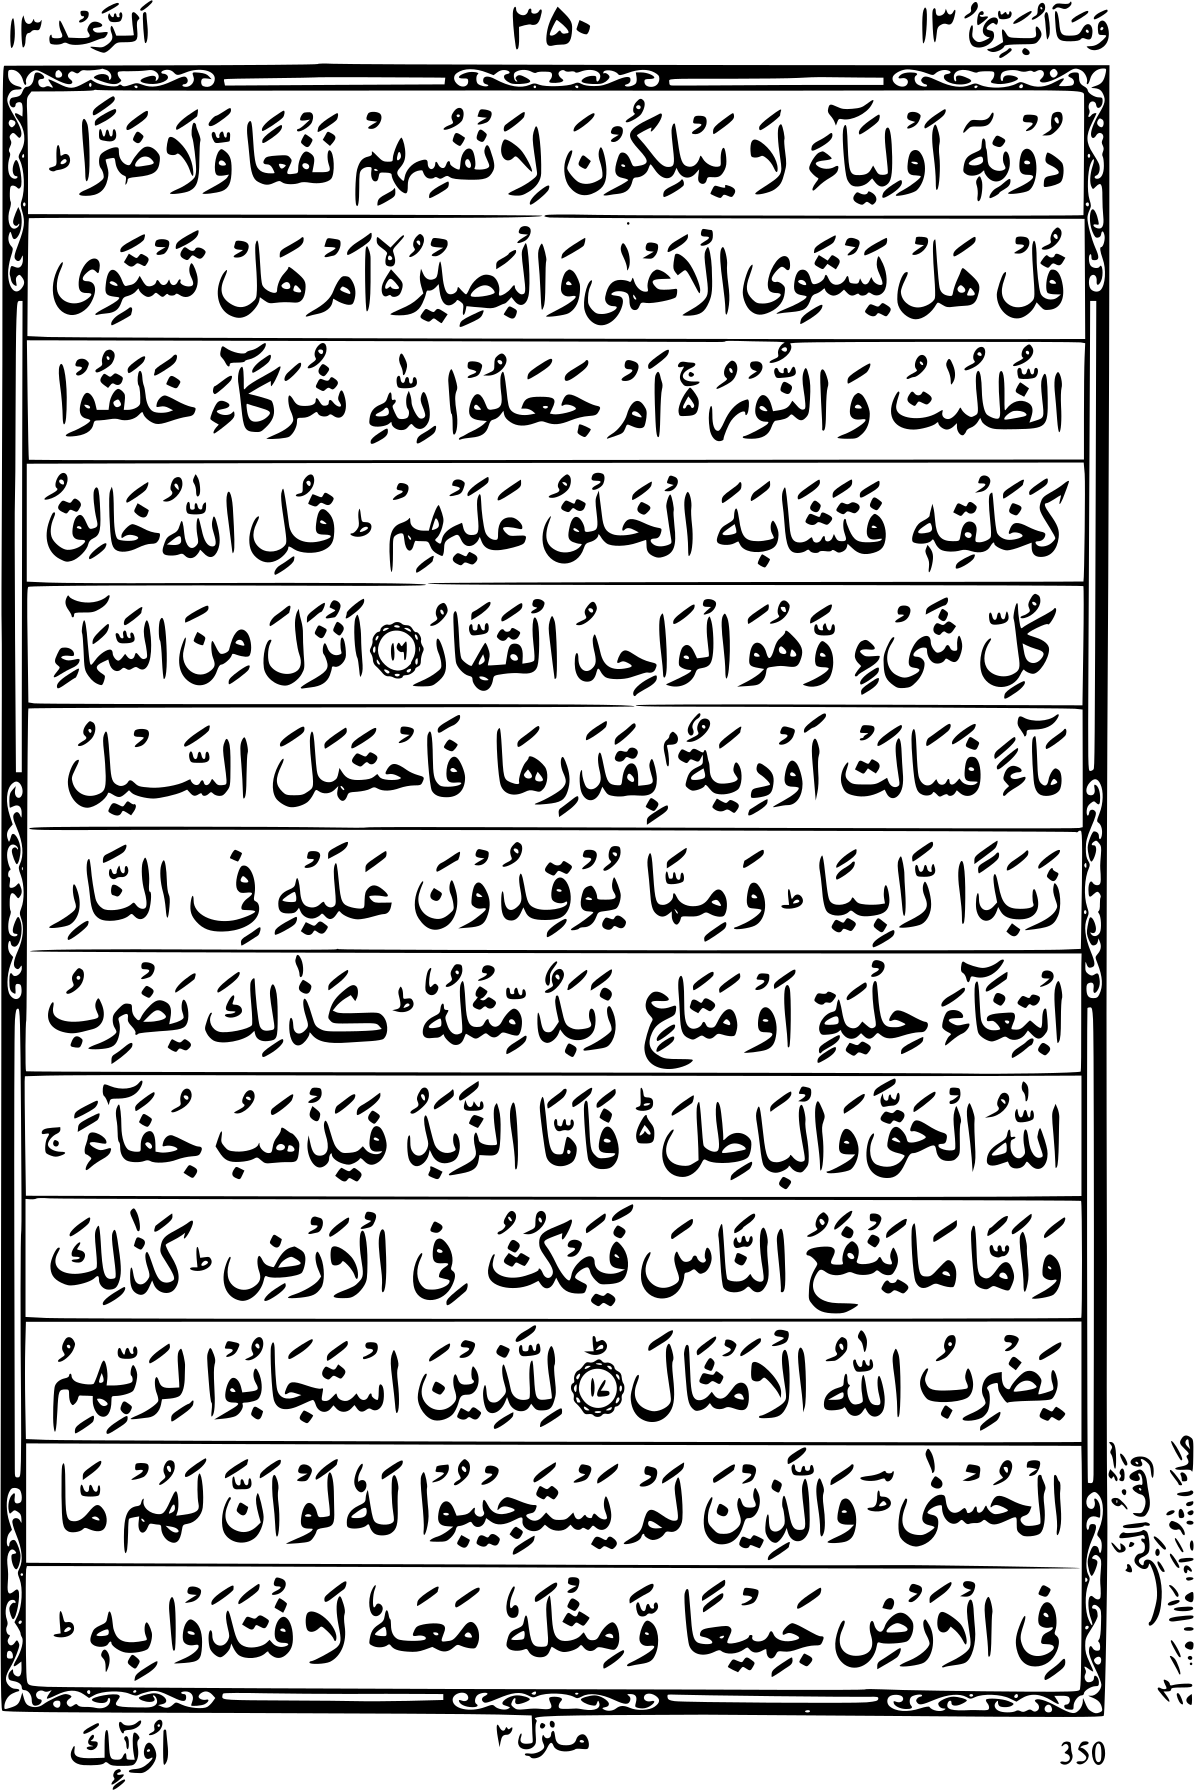 وَمَاۤ اُبَرِّئُ ١٣
٣٥٠
اَلرَّعْد ١٣
دُوْنِهٖۤ اَوْلِيَآءَ لَا يَمْلِكُوْنَ لِاَنْفُسِهِمْ نَفْعًا وَّلَا ضَرًّا ؕ
قُلْ هَلْ يَسْتَوِى الْاَعْمٰى وَالْبَصِيْرُ ۙ۬ اَمْ هَلْ تَسْتَوِى
الظُّلُمٰتُ وَ النُّوْرُ ۚ۬ اَمْ جَعَلُوْا لِلّٰهِ شُرَكَآءَ خَلَقُوْا
كَخَلْقِهٖ فَتَشَابَهَ الْخَلْقُ عَلَيْهِمْ ؕ قُلِ اللّٰهُ خَالِقُ
كُلِّ شَىْءٍ وَّهُوَ الْوَاحِدُ الْقَهَّارُ ﴿١٦﴾ اَنْزَلَ مِنَ السَّمَآءِ
مَآءً فَسَالَتْ اَوْدِيَةٌۢ بِقَدَرِهَا فَاحْتَمَلَ السَّيْلُ
زَبَدًا رَّابِيًا ؕ وَمِمَّا يُوْقِدُوْنَ عَلَيْهِ فِى النَّارِ
ابْتِغَآءَ حِلْيَةٍ اَوْ مَتَاعٍ زَبَدٌ مِّثْلُهٗ ؕ كَذٰلِكَ يَضْرِبُ
اللّٰهُ الْحَقَّ وَالْبَاطِلَ ؕ۬ فَاَمَّا الزَّبَدُ فَيَذْهَبُ جُفَآءً ۚ
وَاَمَّا مَا يَنْفَعُ النَّاسَ فَيَمْكُثُ فِى الْاَرْضِ ؕ كَذٰلِكَ
يَضْرِبُ اللّٰهُ الْاَمْثَالَ ؕ﴿١٧﴾ لِلَّذِيْنَ اسْتَجَابُوْا لِرَبِّهِمُ
الْحُسْنٰى ؕؔ وَالَّذِيْنَ لَمْ يَسْتَجِيْبُوْا لَهٗ لَوْ اَنَّ لَهُمْ مَّا
فِى الْاَرْضِ جَمِيْعًا وَّ مِثْلَهٗ مَعَهٗ لَافْتَدَوْا بِهٖ ؕ
وَقْفُ النَّبِىِّ
منزل ٣
اُولٰٓئِكَ
350